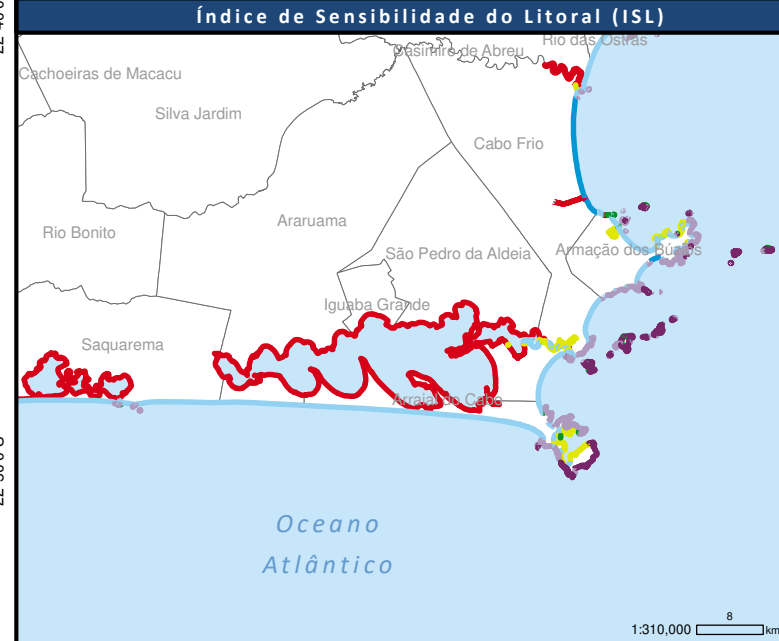 Índice de Sensibilidade do Litoral (ISL)
Rio das Ostras
Casimiro de Abreu
Cachoeiras de Macacu
Silva Jardim
Cabo Frio
Araruama
Rio Bonito
São Pedro da Aldeia
Armação dos Búzios
Iguaba Grande
Saquarema
Arraial do Cabo
Oceano
Atlântico
8
1:310,000
km